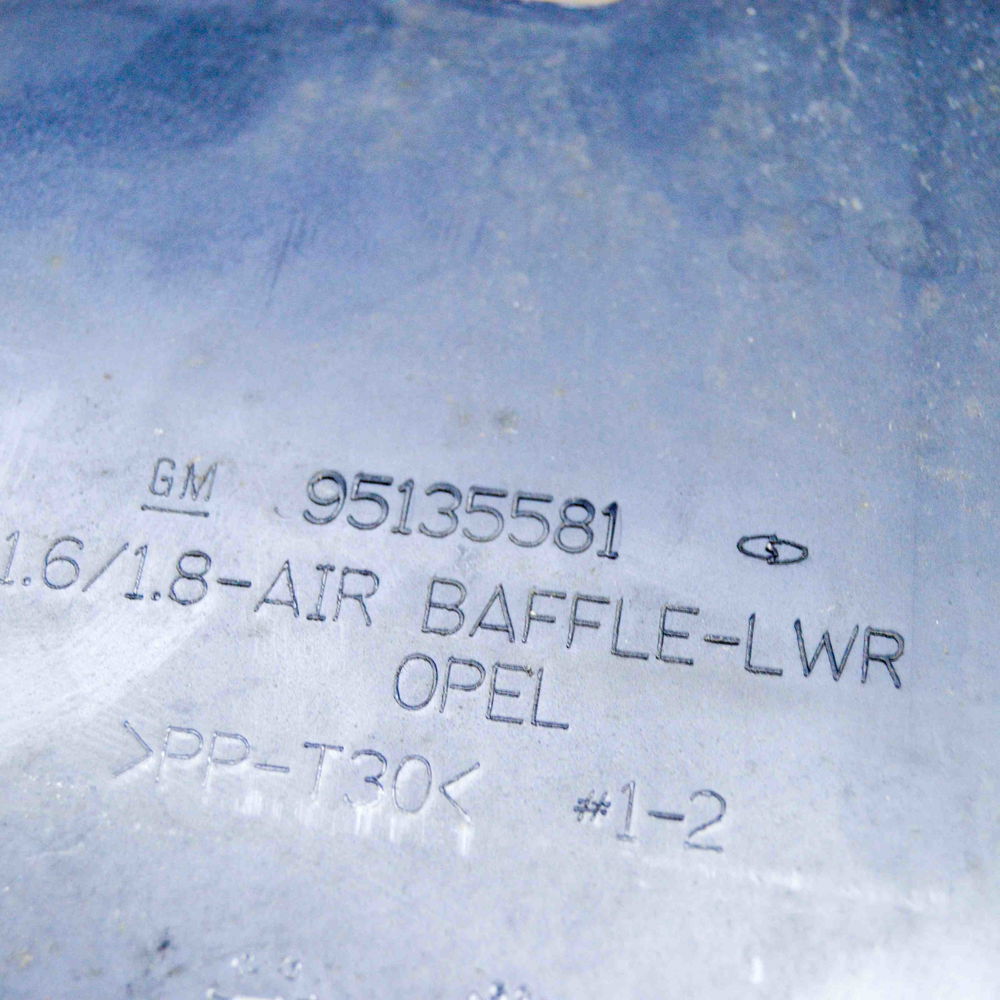 GM 95135581
1.6/1.8-AIR BAFFLE-LWR
OPEL
>PP-T30<
#1-2